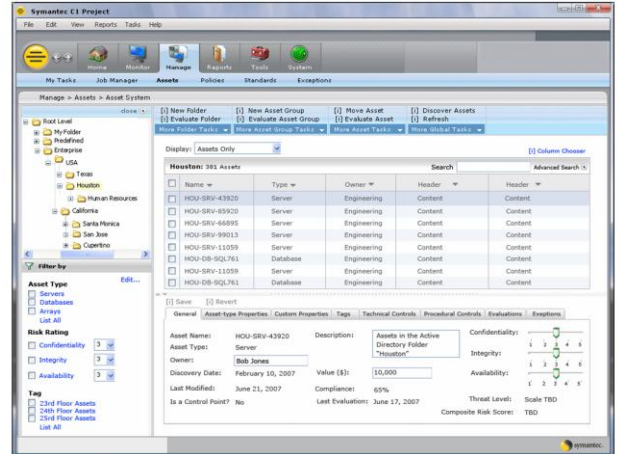 Symantec C1 Project
File Edit View Reports Tasks Help
Home Monitor Manage Reports Tools System
My Tasks Job Manager Assets Policies Standards Exceptions
Manage > Assets > Asset System
close
Root Level
My Folder
Predefined
Enterprise
USA
Texas
Houston
Human Resources
California
Santa Monica
San Jose
Cupertino
Filter by
Asset Type Edit...
Servers
Databases
Arrays
List All
Risk Rating
Confidentiality 3
Integrity 3
Availability 3
Tag
23rd Floor Assets
24th Floor Assets
25rd Floor Assets
List All
[i] New Folder [i] New Asset Group [i] Move Asset [i] Discover Assets
[i] Evaluate Folder [i] Evaluate Asset Group [i] Evaluate Asset [i] Refresh
More Folder Tasks More Asset Group Tasks More Asset Tasks More Global Tasks
Display: Assets Only [i] Column Chooser
Houston: 381 Assets Search Advanced Search
Name Type Owner Header Header
HOU-SRV-43920 Server Engineering Content Content
HOU-SRV-85920 Server Engineering Content Content
HOU-SRV-66895 Server Engineering Content Content
HOU-SRV-99013 Server Engineering Content Content
HOU-SRV-11059 Server Engineering Content Content
HOU-DB-SQL761 Database Engineering Content Content
HOU-SRV-11059 Server Engineering Content Content
HOU-DB-SQL761 Database Engineering Content Content
[i] Save [i] Revert
General Asset-type Properties Custom Properties Tags Technical Controls Procedural Controls Evaluations Exeptions
Asset Name: HOU-SRV-43920 Description: Assets in the Active Directory Folder "Houston" Confidentiality: 1 2 3 4 5
Asset Type: Server Integrity: 1 2 3 4 5
Owner: Bob Jones
Discovery Date: February 10, 2007 Value ($): 10,000 Availability: 1 2 3 4 5
Last Modified: June 21, 2007 Compliance: 65% Threat Level: Scale TBD
Is a Control Point? No Last Evaluation: June 17, 2007 Composite Risk Score: TBD
symantec.